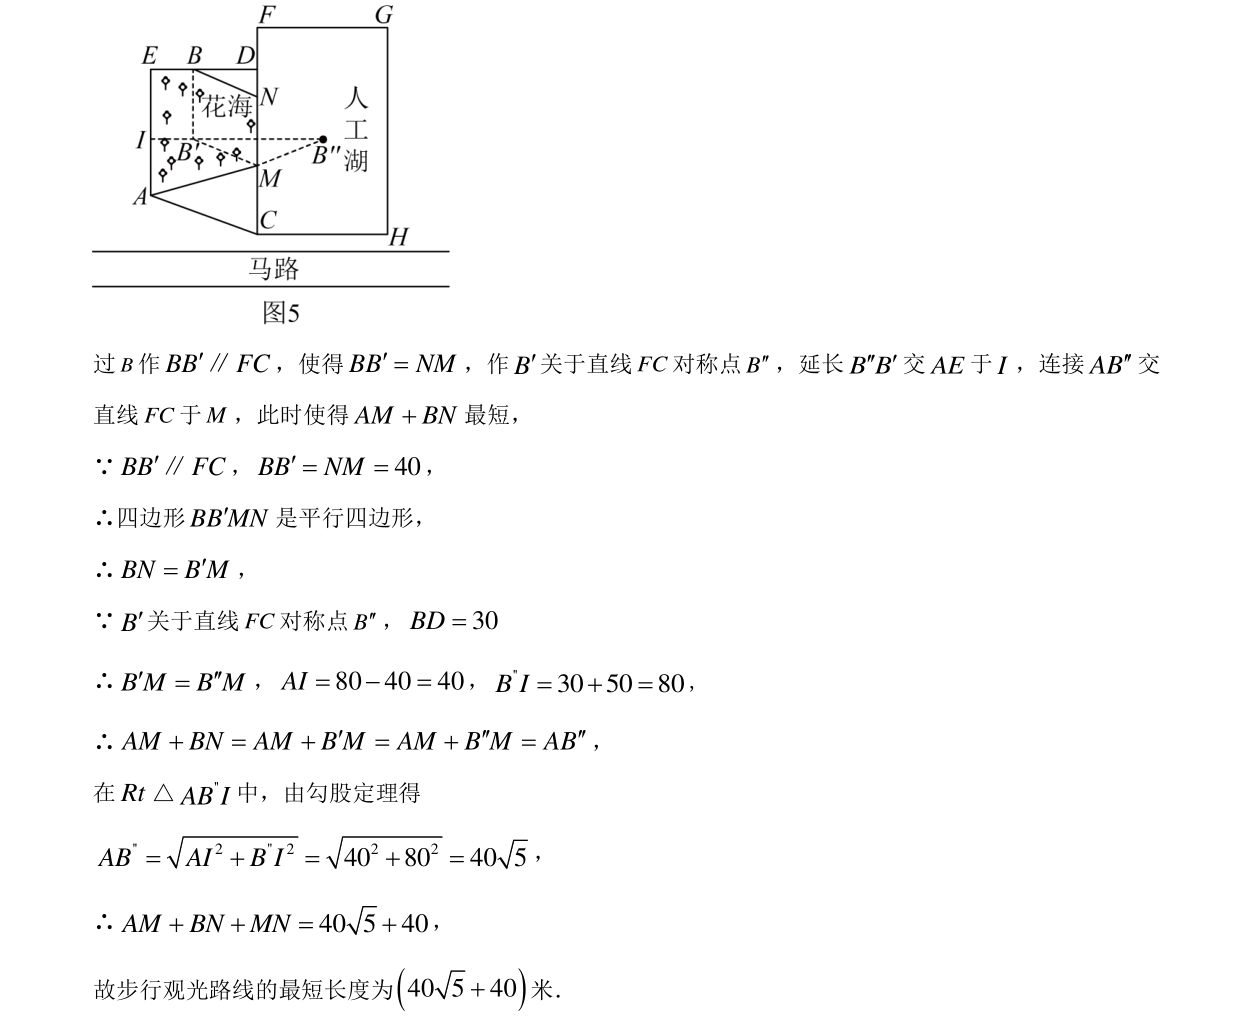 F G
E B D
N
花海
人工湖
I B′ B″
M
A
C
H
马路
图5
过B作BB′∥FC，使得BB′=NM，作B′关于直线FC对称点B″，延长B″B′交AE于I，连接AB″交
直线FC于M，此时使得AM+BN最短，
∵BB′∥FC，BB′=NM=40，
∴四边形BB′MN是平行四边形，
∴BN=B′M，
∵B′关于直线FC对称点B″，BD=30
∴B′M=B″M，AI=80−40=40，B"I=30+50=80，
∴AM+BN=AM+B′M=AM+B″M=AB″，
在Rt△AB"I中，由勾股定理得
AB"=√(AI²+B"I²)=√(40²+80²)=40√5，
∴AM+BN+MN=40√5+40，
故步行观光路线的最短长度为(40√5+40)米．